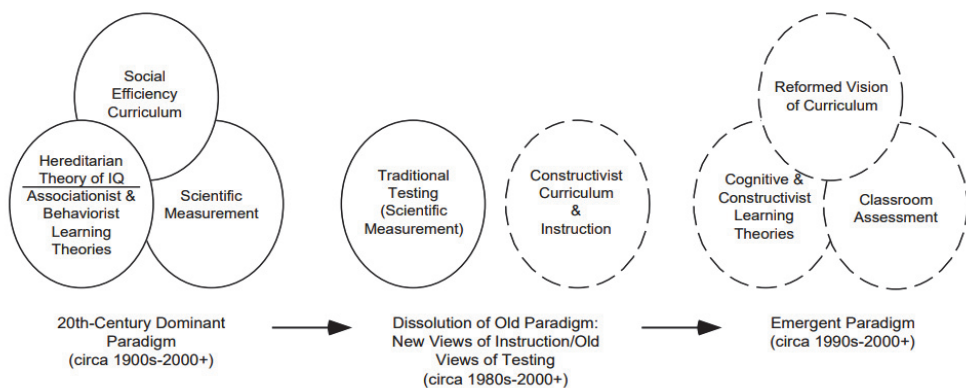 Social
Efficiency
Curriculum
Hereditarian
Theory of IQ
Associationist &
Behaviorist
Learning
Theories
Scientific
Measurement
Traditional
Testing
(Scientific
Measurement)
Constructivist
Curriculum
&
Instruction
Reformed Vision
of Curriculum
Cognitive &
Constructivist
Learning
Theories
Classroom
Assessment
20th-Century Dominant
Paradigm
(circa 1900s-2000+)
Dissolution of Old Paradigm:
New Views of Instruction/Old
Views of Testing
(circa 1980s-2000+)
Emergent Paradigm
(circa 1990s-2000+)